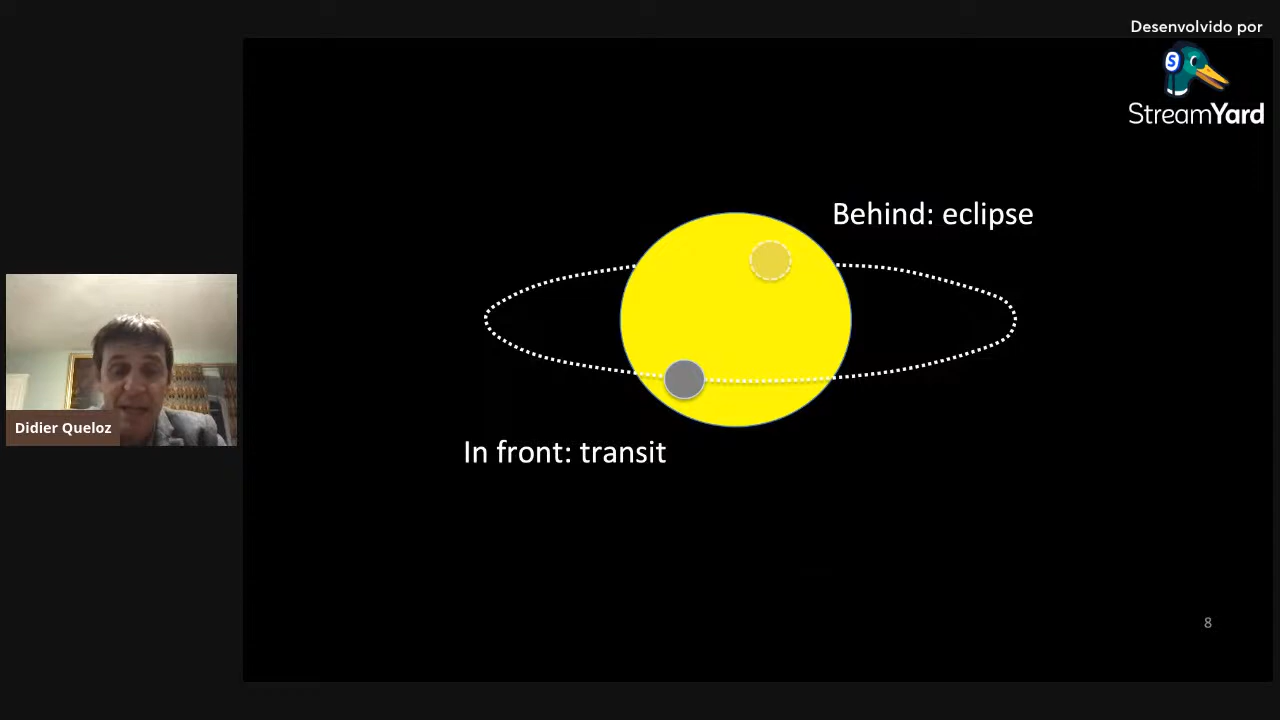 Desenvolvido por
S
StreamYard
Behind: eclipse
Didier Queloz
In front: transit
8